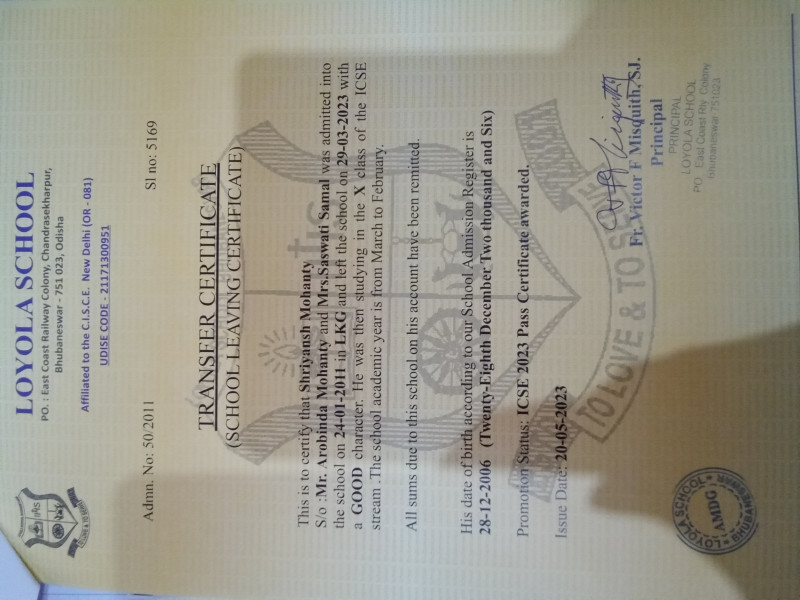 LOYOLA SCHOOL
PO. : East Coast Railway Colony, Chandrasekharpur,
Bhubaneswar - 751 023, Odisha
Affiliated to the C.I.S.C.E. New Delhi (OR - 081)
UDISE CODE - 21171300951
Admn. No: 50/2011 Sl no: 5169
TRANSFER CERTIFICATE
(SCHOOL LEAVING CERTIFICATE)
This is to certify that Shriyansh Mohanty
S/o :Mr. Arobinda Mohanty and Mrs.Saswati Samal was admitted into
the school on 24-01-2011 in LKG and left the school on 29-03-2023 with
a GOOD character. He was then studying in the X class of the ICSE
stream .The school academic year is from March to February.
All sums due to this school on his account have been remitted.
His date of birth according to our School Admission Register is
28-12-2006 (Twenty-Eighth December Two thousand and Six)
Promotion Status: ICSE 2023 Pass Certificate awarded.
Issue Date: 20-05-2023
Fr. Victor F Misquith, SJ.
Principal
PRINCIPAL
LOYOLA SCHOOL
PO East Coast Rly Colony
Bhubaneswar 751023
LOYOLA SCHOOL
AMDG
BHUBANESWAR
TO LOVE & TO SERVE